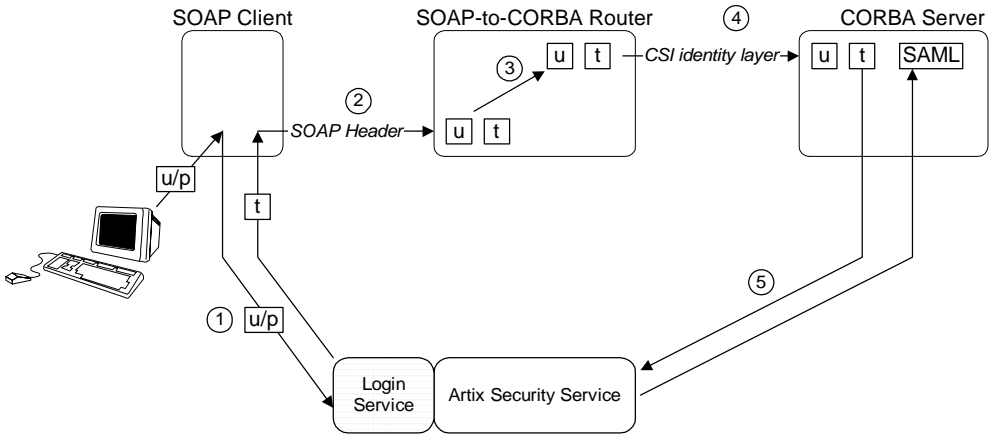 SOAP Client
SOAP-to-CORBA Router
4
CORBA Server
3
u t
CSI identity layer
u t SAML
2
SOAP Header
u t
u/p
t
1 u/p
5
Login
Service
Artix Security Service